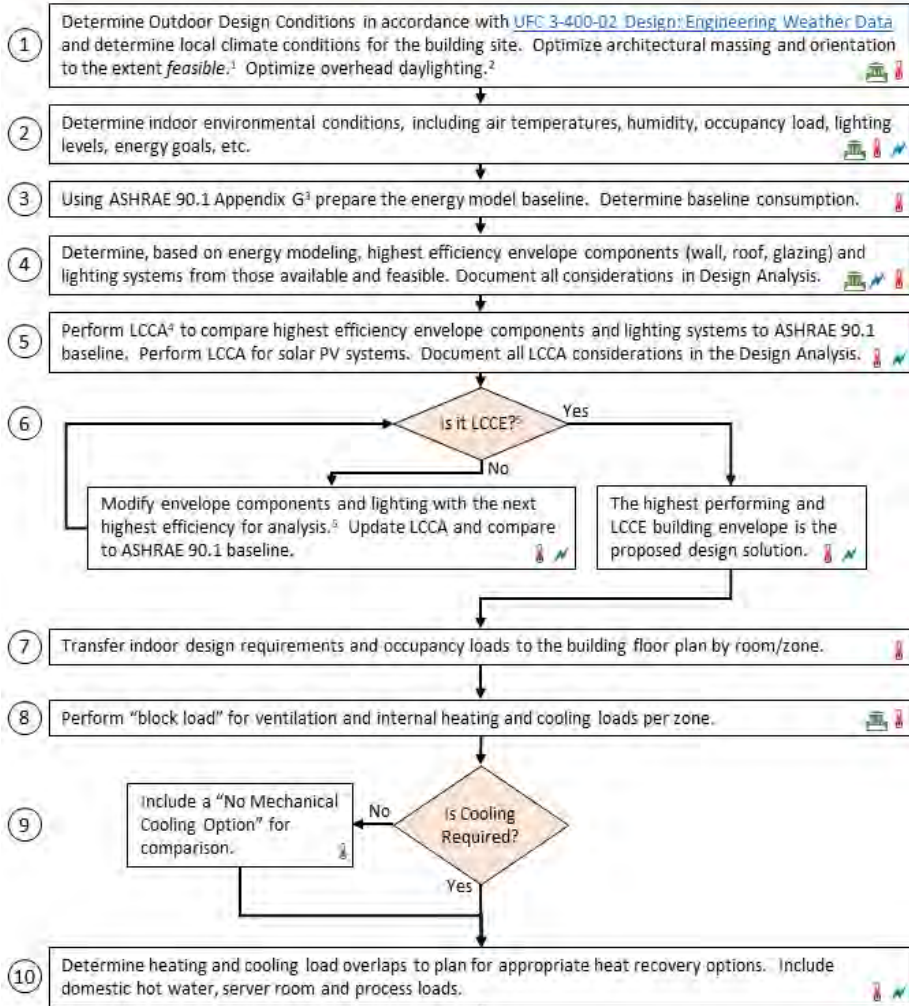 1
Determine Outdoor Design Conditions in accordance with UFC 3-400-02 Design: Engineering Weather Data
and determine local climate conditions for the building site. Optimize architectural massing and orientation
to the extent feasible.¹ Optimize overhead daylighting.²
2
Determine indoor environmental conditions, including air temperatures, humidity, occupancy load, lighting
levels, energy goals, etc.
3
Using ASHRAE 90.1 Appendix G³ prepare the energy model baseline. Determine baseline consumption.
4
Determine, based on energy modeling, highest efficiency envelope components (wall, roof, glazing) and
lighting systems from those available and feasible. Document all considerations in Design Analysis.
5
Perform LCCA⁴ to compare highest efficiency envelope components and lighting systems to ASHRAE 90.1
baseline. Perform LCCA for solar PV systems. Document all LCCA considerations in the Design Analysis.
6
Is it LCCE?⁵
Yes
No
Modify envelope components and lighting with the next
highest efficiency for analysis.⁵ Update LCCA and compare
to ASHRAE 90.1 baseline.
The highest performing and
LCCE building envelope is the
proposed design solution.
7
Transfer indoor design requirements and occupancy loads to the building floor plan by room/zone.
8
Perform “block load” for ventilation and internal heating and cooling loads per zone.
9
Include a “No Mechanical
Cooling Option” for
comparison.
No
Is Cooling
Required?
Yes
10
Determine heating and cooling load overlaps to plan for appropriate heat recovery options. Include
domestic hot water, server room and process loads.